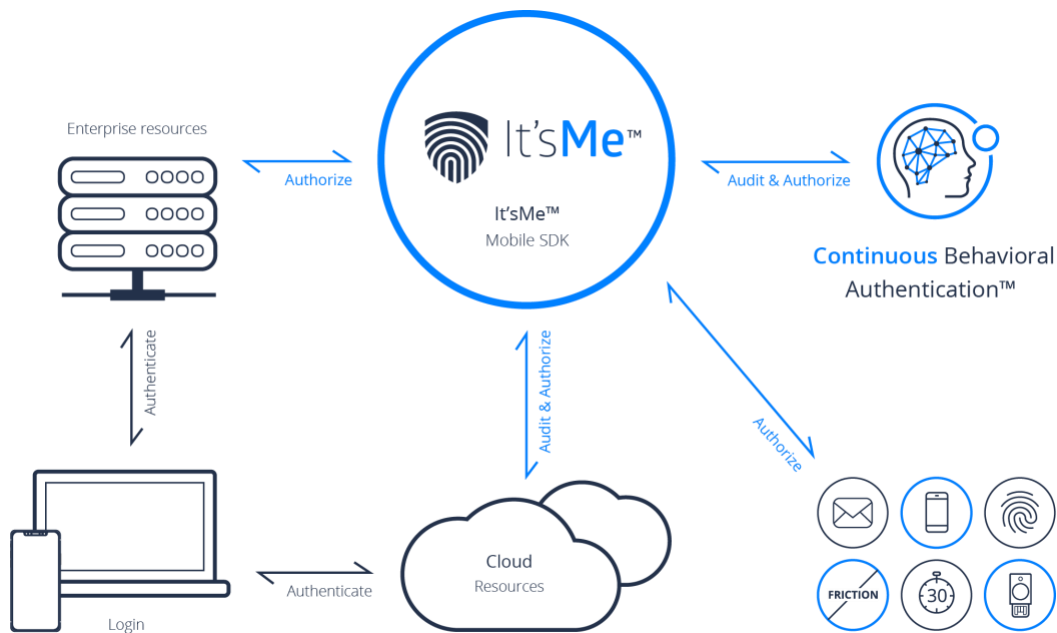 Enterprise resources
Authorize
It'sMe™
It'sMe™
Mobile SDK
Audit & Authorize
Continuous Behavioral
Authentication™
Authenticate
Audit & Authorize
Authorize
Cloud
Resources
Authenticate
Login
FRICTION
30